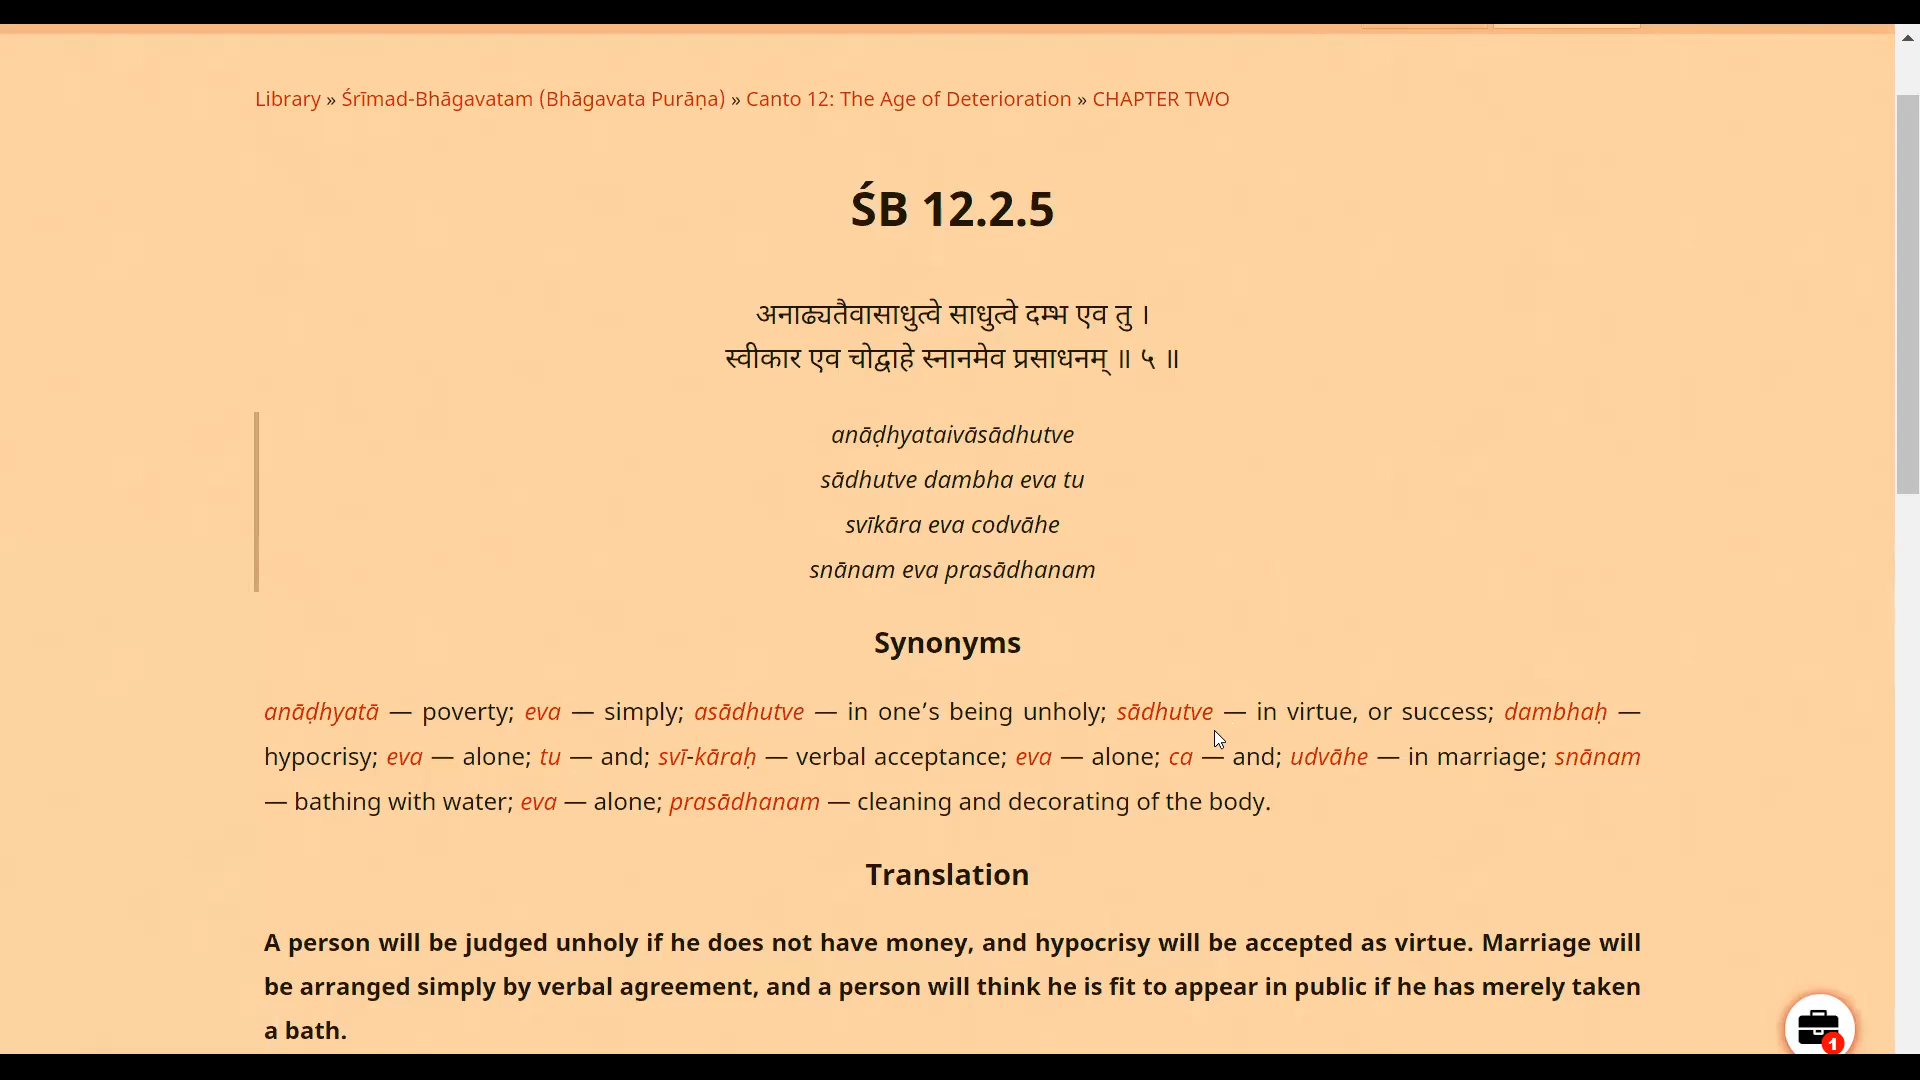 Library » Śrīmad-Bhāgavatam (Bhāgavata Purāṇa) » Canto 12: The Age of Deterioration » CHAPTER TWO
ŚB 12.2.5
अनाढ्यतैवासाधुत्वे साधुत्वे दम्भ एव तु ।
स्वीकार एव चोद्वाहे स्नानमेव प्रसाधनम् ॥ ५ ॥
anāḍhyataivāsādhutve
sādhutve dambha eva tu
svīkāra eva codvāhe
snānam eva prasādhanam
Synonyms
anāḍhyatā — poverty; eva — simply; asādhutve — in one’s being unholy; sādhutve — in virtue, or success; dambhaḥ —
hypocrisy; eva — alone; tu — and; svī-kāraḥ — verbal acceptance; eva — alone; ca — and; udvāhe — in marriage; snānam
— bathing with water; eva — alone; prasādhanam — cleaning and decorating of the body.
Translation
A person will be judged unholy if he does not have money, and hypocrisy will be accepted as virtue. Marriage will
be arranged simply by verbal agreement, and a person will think he is fit to appear in public if he has merely taken
a bath.
1